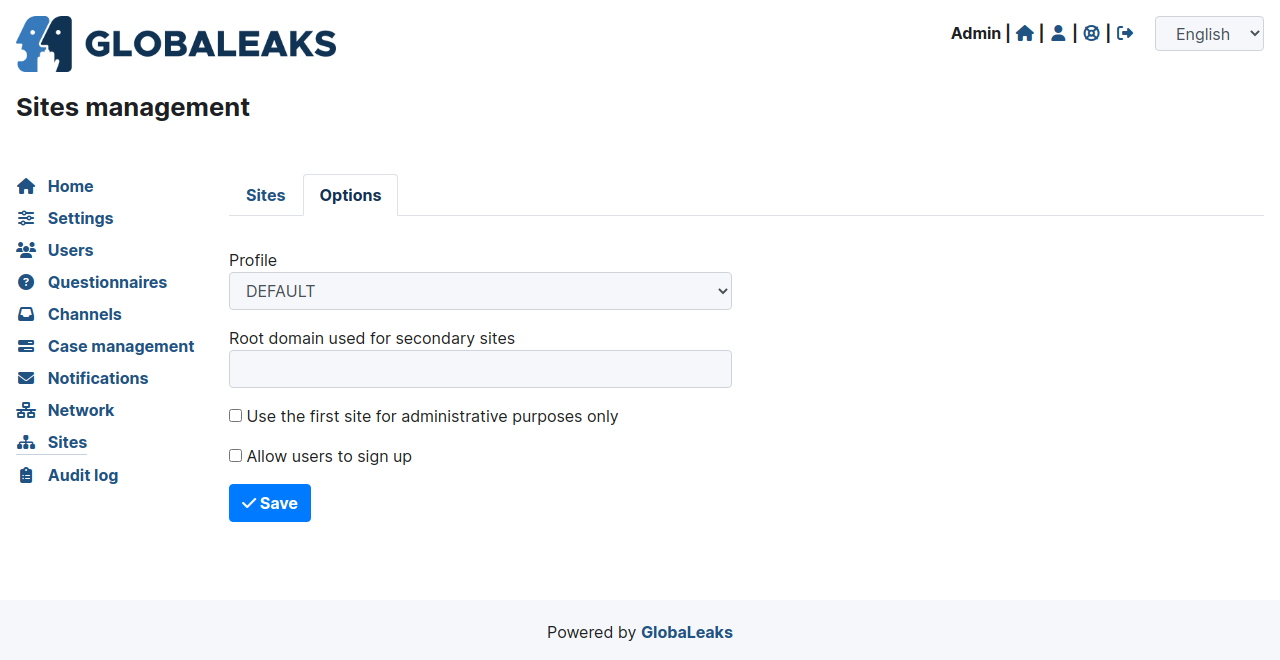 GLOBALEAKS
Admin | | | |
English
Sites management
Home
Settings
Users
Questionnaires
Channels
Case management
Notifications
Network
Sites
Audit log
Sites Options
Profile
DEFAULT
Root domain used for secondary sites
Use the first site for administrative purposes only
Allow users to sign up
Save
Powered by GlobaLeaks